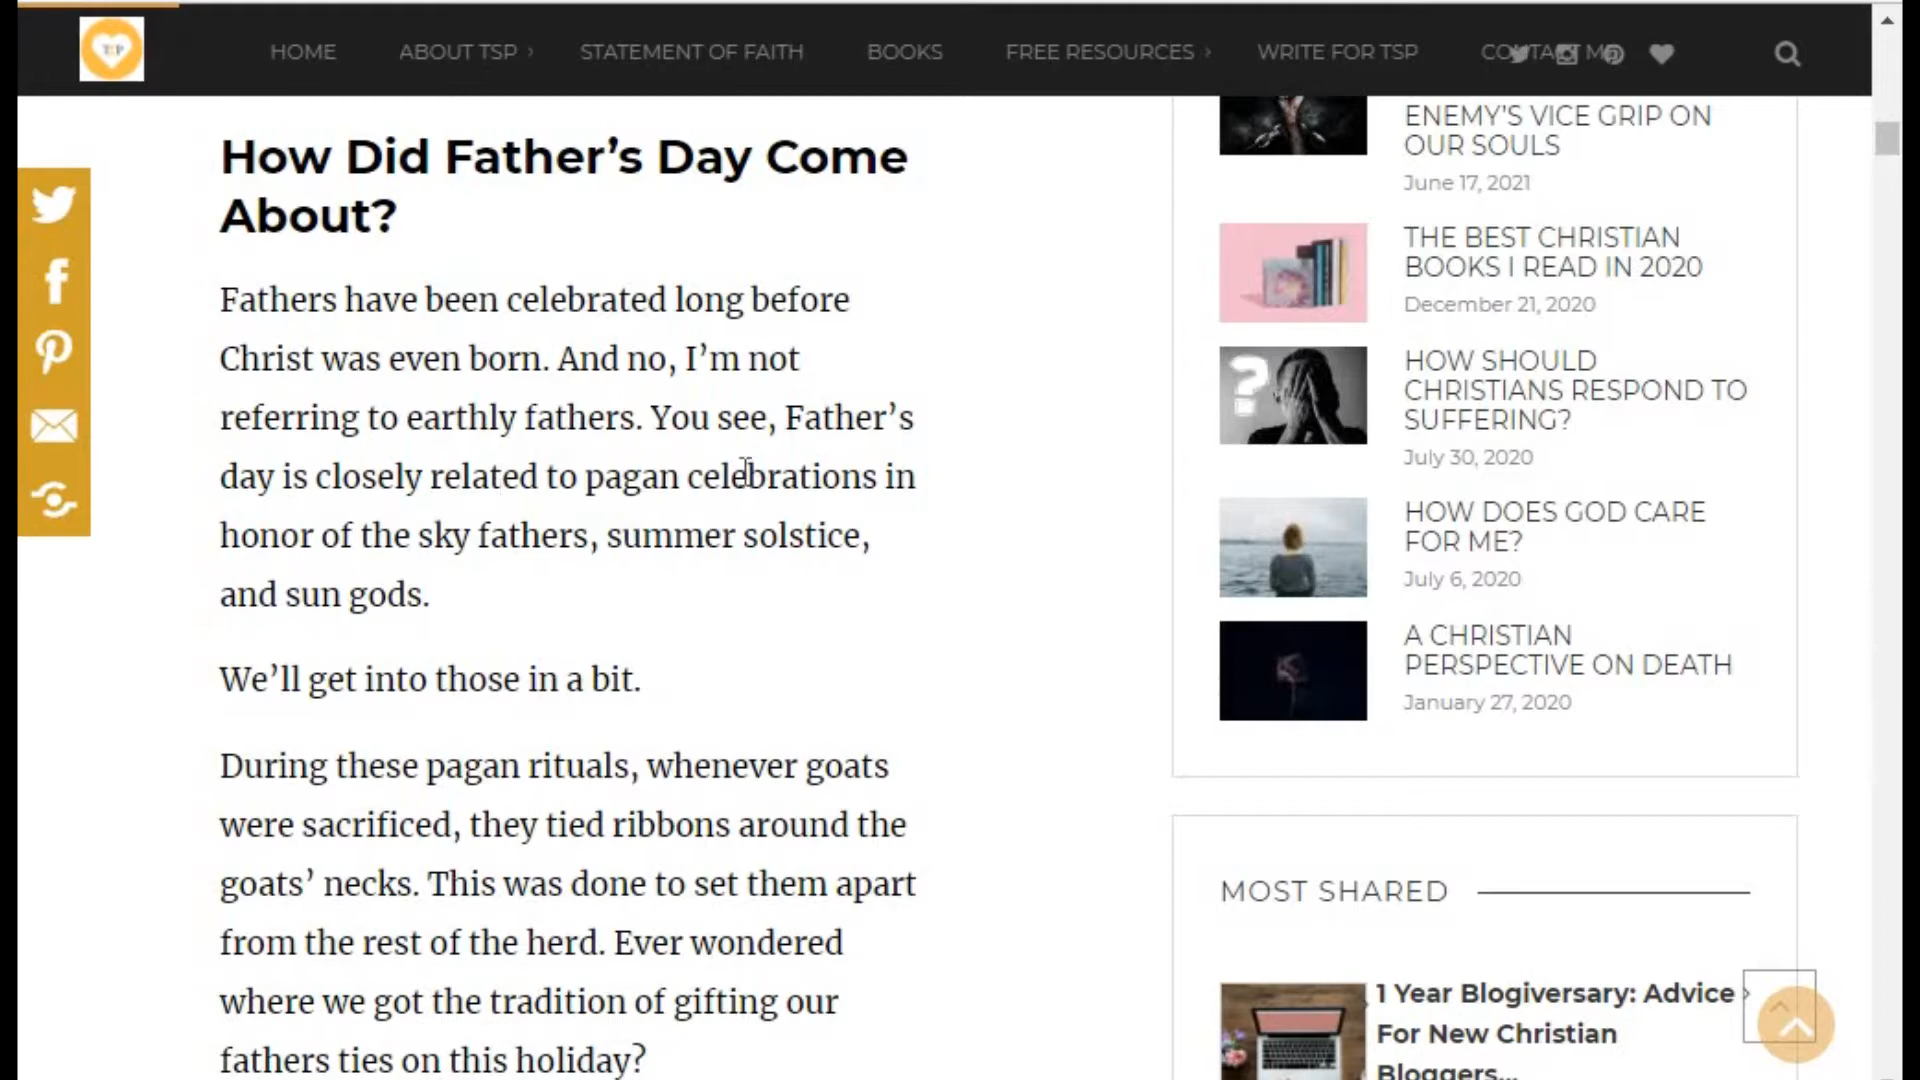 TSP
HOME
ABOUT TSP
STATEMENT OF FAITH
BOOKS
FREE RESOURCES
WRITE FOR TSP
CONTACT ME
How Did Father’s Day Come
About?
Fathers have been celebrated long before
Christ was even born. And no, I’m not
referring to earthly fathers. You see, Father’s
day is closely related to pagan celebrations in
honor of the sky fathers, summer solstice,
and sun gods.
We’ll get into those in a bit.
During these pagan rituals, whenever goats
were sacrificed, they tied ribbons around the
goats’ necks. This was done to set them apart
from the rest of the herd. Ever wondered
where we got the tradition of gifting our
fathers ties on this holiday?
ENEMY’S VICE GRIP ON
OUR SOULS
June 17, 2021
THE BEST CHRISTIAN
BOOKS I READ IN 2020
December 21, 2020
HOW SHOULD
CHRISTIANS RESPOND TO
SUFFERING?
July 30, 2020
HOW DOES GOD CARE
FOR ME?
July 6, 2020
A CHRISTIAN
PERSPECTIVE ON DEATH
January 27, 2020
MOST SHARED
1 Year Blogiversary: Advice
For New Christian
Bloggers...